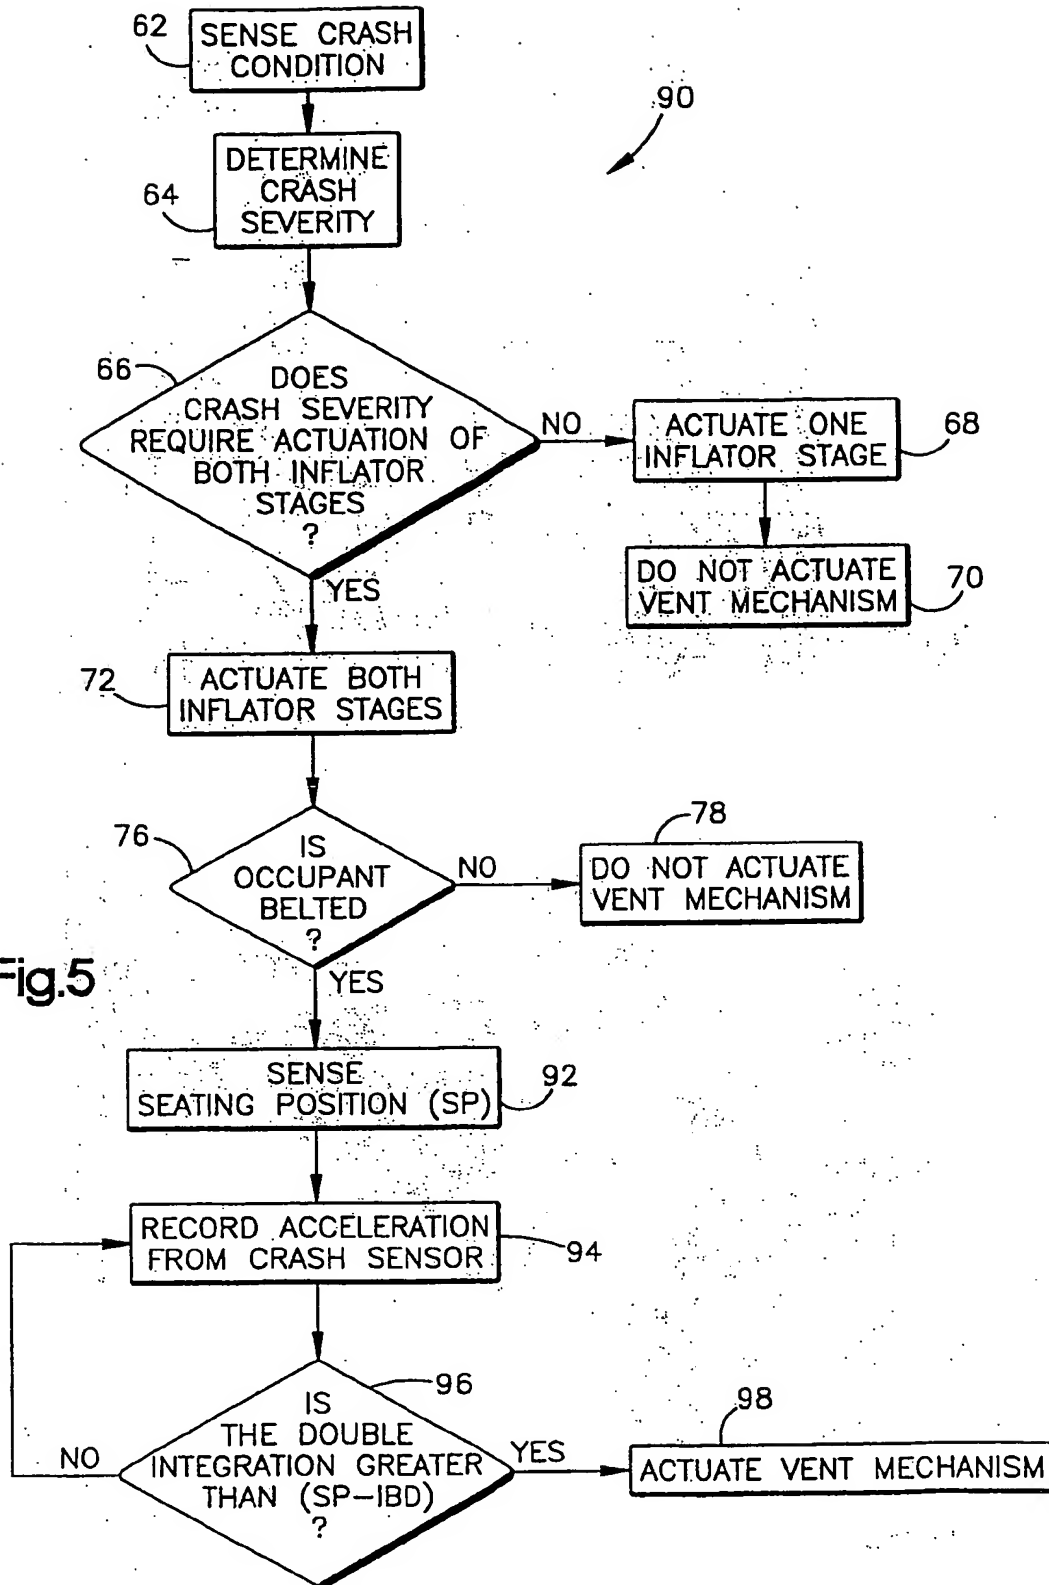 62
SENSE CRASH
CONDITION
90
64
DETERMINE
CRASH
SEVERITY
66
DOES
CRASH SEVERITY
REQUIRE ACTUATION OF
BOTH INFLATOR
STAGES
?
NO
ACTUATE ONE
INFLATOR STAGE
68
DO NOT ACTUATE
VENT MECHANISM
70
YES
72
ACTUATE BOTH
INFLATOR STAGES
76
IS
OCCUPANT
BELTED
?
NO
78
DO NOT ACTUATE
VENT MECHANISM
YES
Fig.5
SENSE
SEATING POSITION (SP)
92
RECORD ACCELERATION
FROM CRASH SENSOR
94
96
IS
THE DOUBLE
INTEGRATION GREATER
THAN (SP-IBD)
?
NO
YES
98
ACTUATE VENT MECHANISM